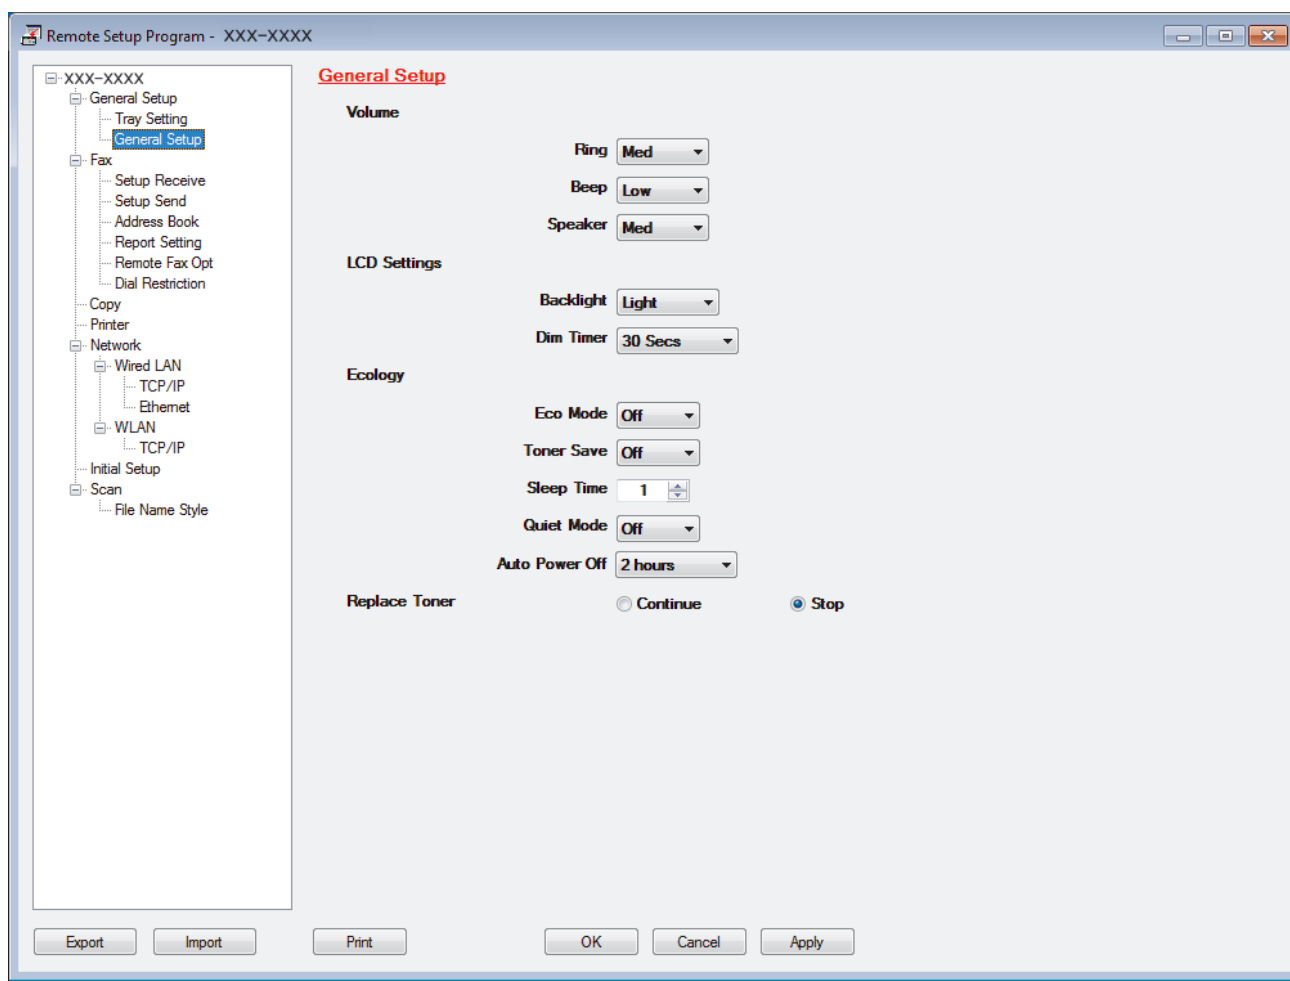 Remote Setup Program - XXX-XXXX
XXX-XXXX
General Setup
Tray Setting
General Setup
Fax
Setup Receive
Setup Send
Address Book
Report Setting
Remote Fax Opt
Dial Restriction
Copy
Printer
Network
Wired LAN
TCP/IP
Ethernet
WLAN
TCP/IP
Initial Setup
Scan
File Name Style
General Setup
Volume
Ring Med
Beep Low
Speaker Med
LCD Settings
Backlight Light
Dim Timer 30 Secs
Ecology
Eco Mode Off
Toner Save Off
Sleep Time 1
Quiet Mode Off
Auto Power Off 2 hours
Replace Toner Continue Stop
Export Import Print OK Cancel Apply